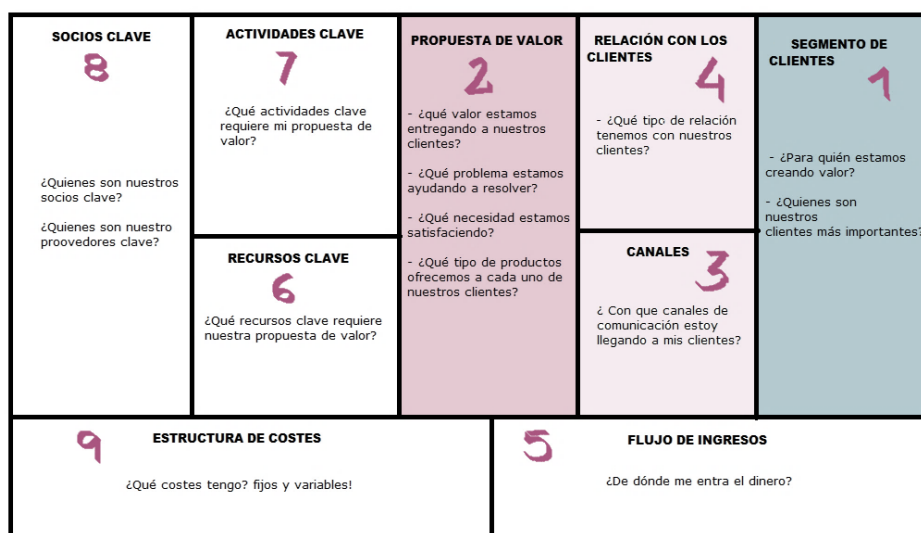 SOCIOS CLAVE
8
¿Quienes son nuestros
socios clave?
¿Quienes son nuestro
proovedores clave?
ACTIVIDADES CLAVE
7
¿Qué actividades clave
requiere mi propuesta de
valor?
RECURSOS CLAVE
6
¿Qué recursos clave requiere
nuestra propuesta de valor?
PROPUESTA DE VALOR
2
- ¿qué valor estamos
entregando a nuestros
clientes?
- ¿Qué problema estamos
ayudando a resolver?
- ¿Qué necesidad estamos
satisfaciendo?
- ¿Qué tipo de productos
ofrecemos a cada uno de
nuestros clientes?
RELACIÓN CON LOS
CLIENTES
4
- ¿Qué tipo de relación
tenemos con nuestros
clientes?
CANALES
3
¿ Con que canales de
comunicación estoy
llegando a mis clientes?
SEGMENTO DE
CLIENTES
1
- ¿Para quién estamos
creando valor?
- ¿Quienes son
nuestros
clientes más importantes?
9
ESTRUCTURA DE COSTES
¿Qué costes tengo? fijos y variables!
5
FLUJO DE INGRESOS
¿De dónde me entra el dinero?